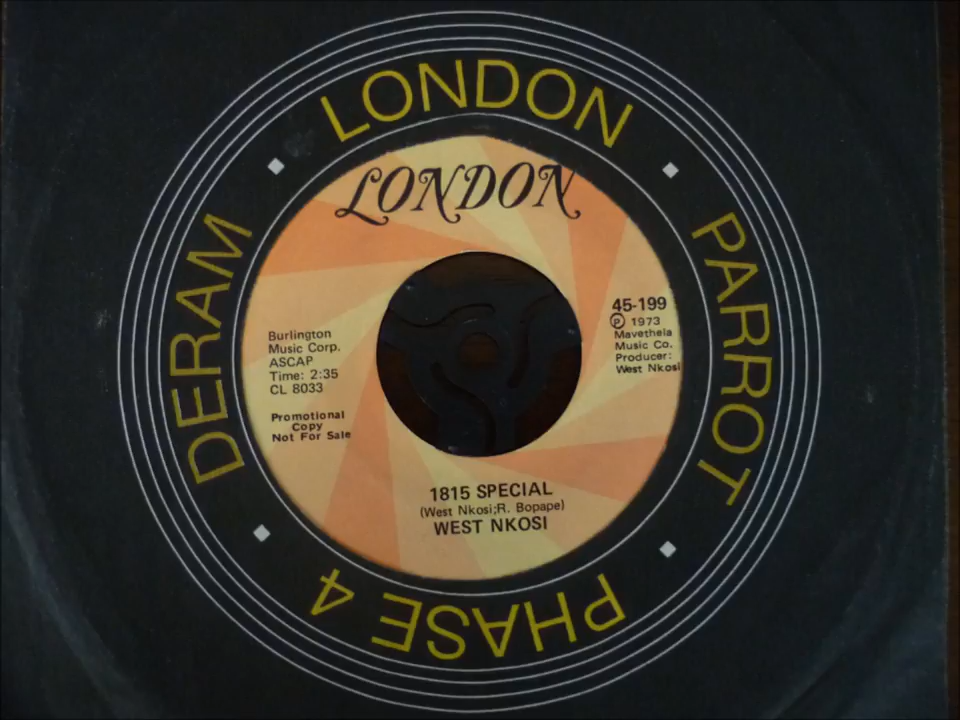 LONDON
PARROT
PHASE 4
DERAM
LONDON
Burlington
Music Corp.
ASCAP
Time: 2:35
CL 8033
Promotional
Copy
Not For Sale
45-199
Ⓟ 1973
Mavethela
Music Co.
Producer:
West Nkosi
1815 SPECIAL
(West Nkosi;R. Bopape)
WEST NKOSI